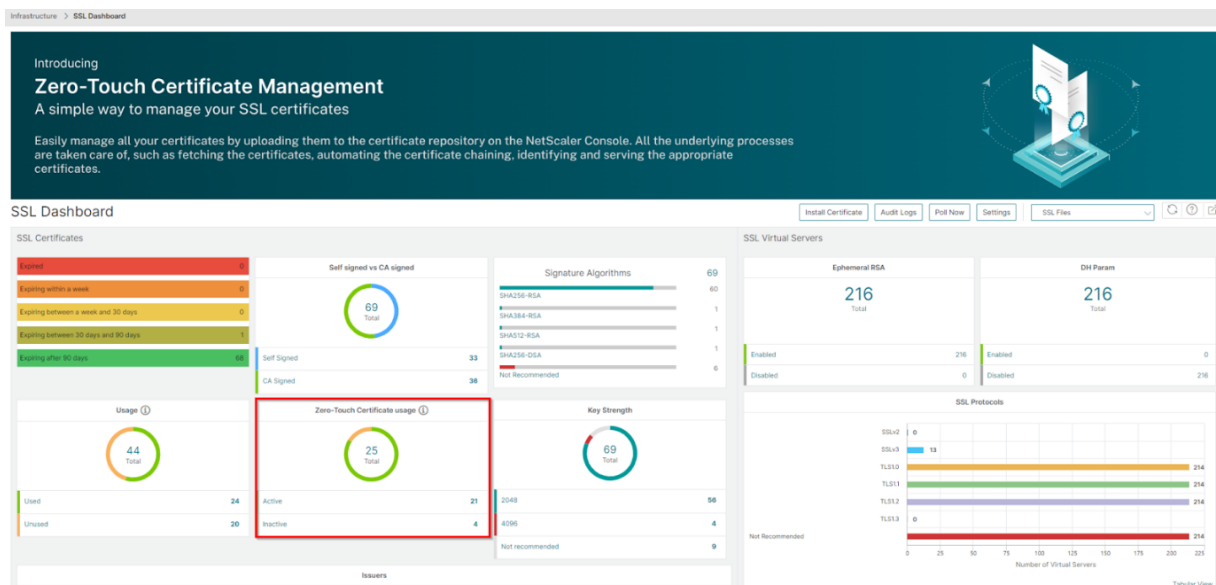 Infrastructure > SSL Dashboard
Introducing
Zero-Touch Certificate Management
A simple way to manage your SSL certificates
Easily manage all your certificates by uploading them to the certificate repository on the NetScaler Console. All the underlying processes
are taken care of, such as fetching the certificates, automating the certificate chaining, identifying and serving the appropriate
certificates.
SSL Dashboard
Install Certificate
Audit Logs
Poll Now
Settings
SSL Files
SSL Certificates
Expired 0
Expiring within a week 0
Expiring between a week and 30 days 0
Expiring between 30 days and 90 days 1
Expiring after 90 days 68
Self signed vs CA signed
69
Total
Self Signed 33
CA Signed 36
Signature Algorithms 69
60
SHA256-RSA
1
SHA384-RSA
1
SHA512-RSA
1
SHA256-DSA
6
Not Recommended
Usage
44
Total
Used 24
Unused 20
Zero-Touch Certificate usage
25
Total
Active 21
Inactive 4
Key Strength
69
Total
2048 56
4096 4
Not recommended 9
Issuers
SSL Virtual Servers
Ephemeral RSA
216
Total
Enabled 216
Disabled 0
DH Param
216
Total
Enabled 0
Disabled 216
SSL Protocols
SSLv2 0
SSLv3 13
TLS1.0 214
TLS1.1 214
TLS1.2 214
TLS1.3 0
Not Recommended 214
0 25 50 75 100 125 150 175 200 225
Number of Virtual Servers
Tabular View